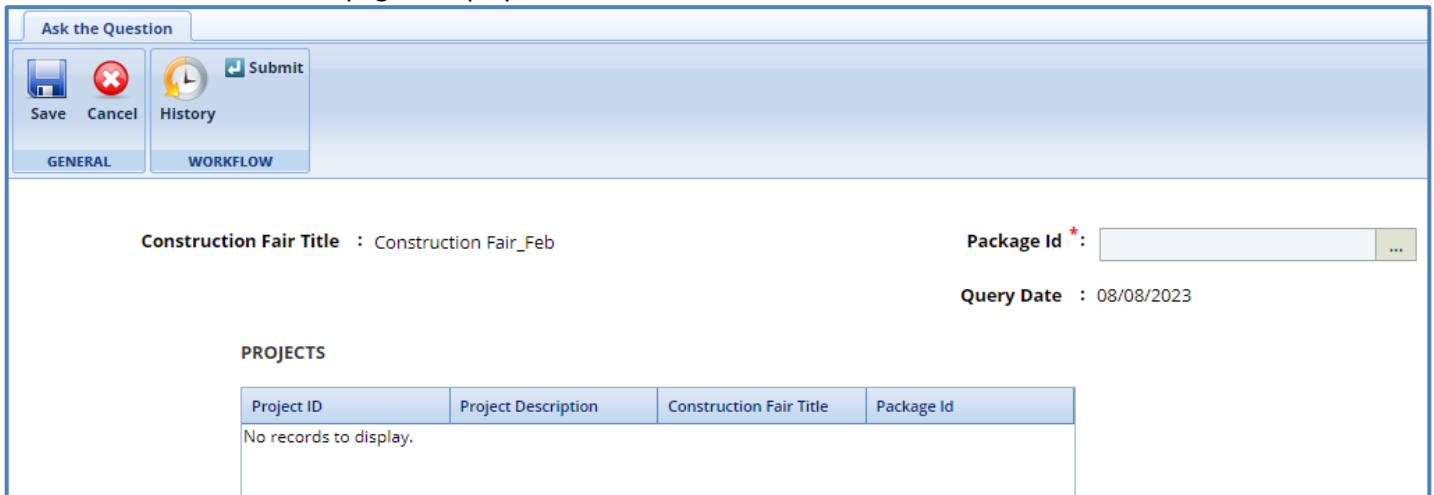 Ask the Question
Submit
Save Cancel History
GENERAL WORKFLOW
Construction Fair Title : Construction Fair_Feb Package Id *: ...
Query Date : 08/08/2023
PROJECTS
Project ID Project Description Construction Fair Title Package Id
No records to display.